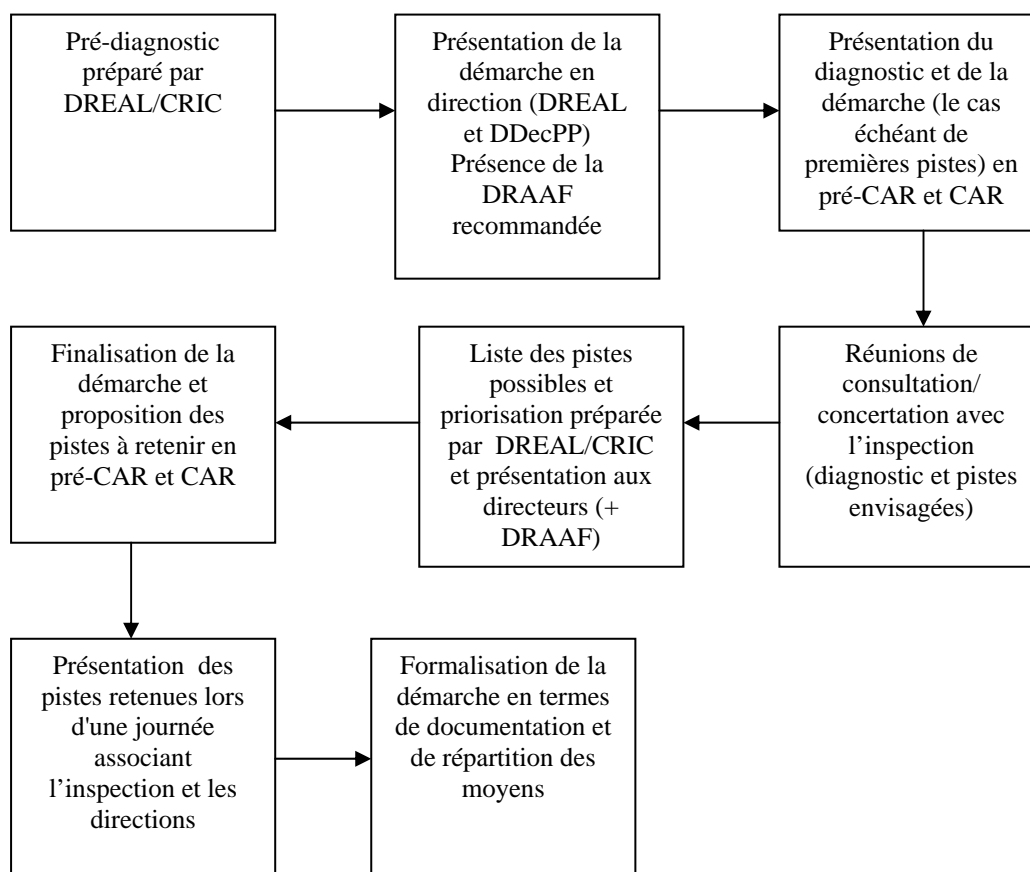 Pré-diagnostic
préparé par
DREAL/CRIC
Présentation de la
démarche en
direction (DREAL
et DDecPP)
Présence de la
DRAAF
recommandée
Présentation du
diagnostic et de la
démarche (le cas
échéant de
premières pistes) en
pré-CAR et CAR
Réunions de
consultation/
concertation avec
l’inspection
(diagnostic et pistes
envisagées)
Liste des pistes
possibles et
priorisation préparée
par DREAL/CRIC
et présentation aux
directeurs (+
DRAAF)
Finalisation de la
démarche et
proposition des
pistes à retenir en
pré-CAR et CAR
Présentation des
pistes retenues lors
d'une journée
associant
l’inspection et les
directions
Formalisation de la
démarche en termes
de documentation et
de répartition des
moyens